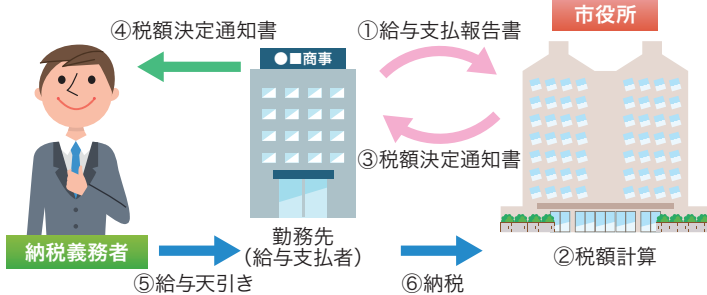 市役所
④税額決定通知書
①給与支払報告書
●■商事
③税額決定通知書
納税義務者
勤務先
(給与支払者)
②税額計算
⑤給与天引き
⑥納税